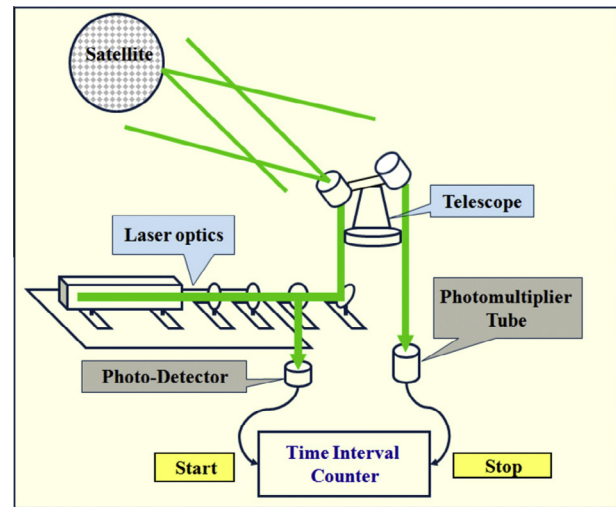 Satellite
Telescope
Laser optics
Photomultiplier
Tube
Photo-Detector
Start
Time Interval
Counter
Stop